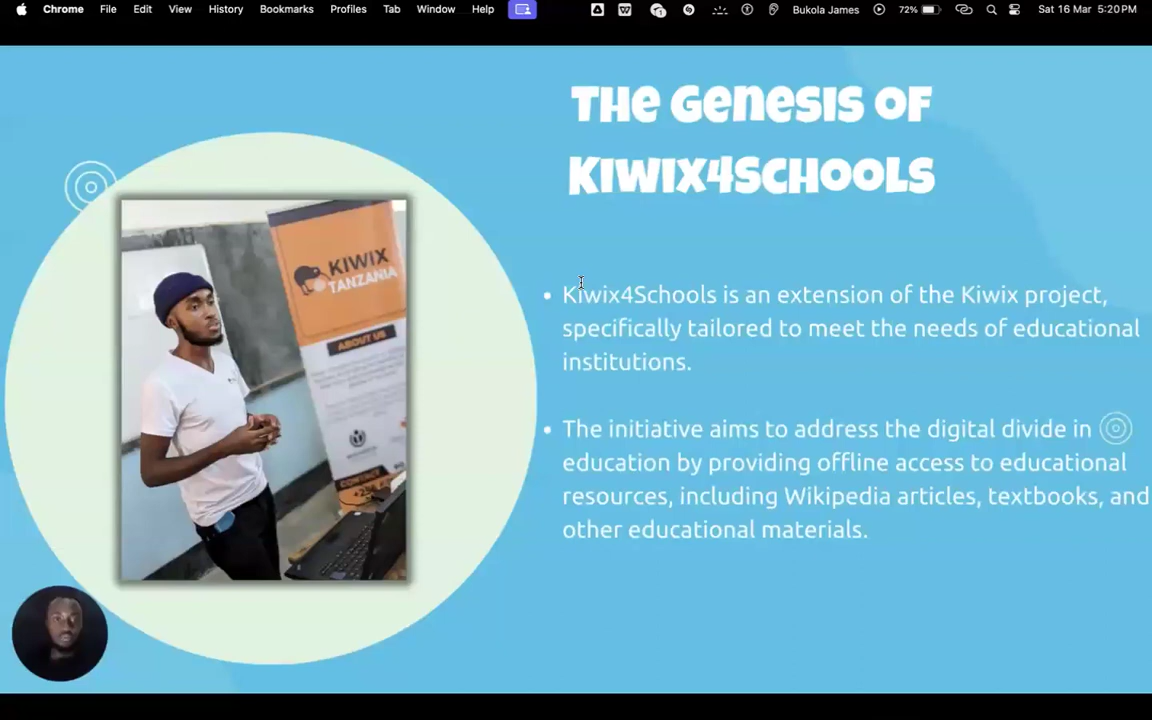 Chrome File Edit View History Bookmarks Profiles Tab Window Help Bukola James 72% Sat 16 Mar 5:20 PM
THE GENESIS OF
KIWIX4SCHOOLS
• Kiwix4Schools is an extension of the Kiwix project,
specifically tailored to meet the needs of educational
institutions.
• The initiative aims to address the digital divide in
education by providing offline access to educational
resources, including Wikipedia articles, textbooks, and
other educational materials.
KIWIX
TANZANIA
ABOUT US
CONTACT